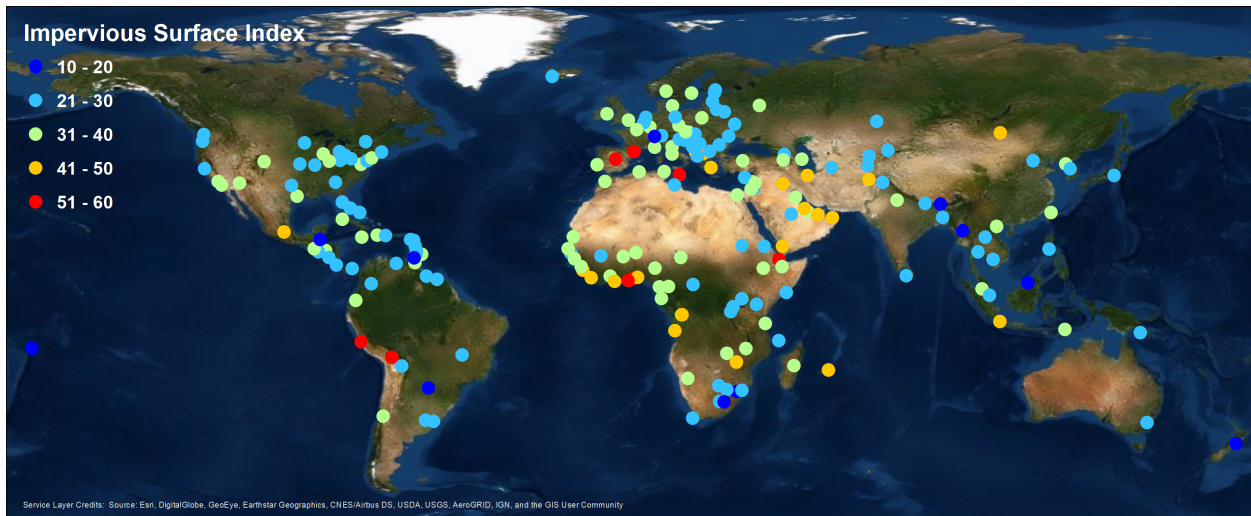 Impervious Surface Index
10 - 20
21 - 30
31 - 40
41 - 50
51 - 60
Service Layer Credits: Source: Esri, DigitalGlobe, GeoEye, Earthstar Geographics, CNES/Airbus DS, USDA, USGS, AeroGRID, IGN, and the GIS User Community